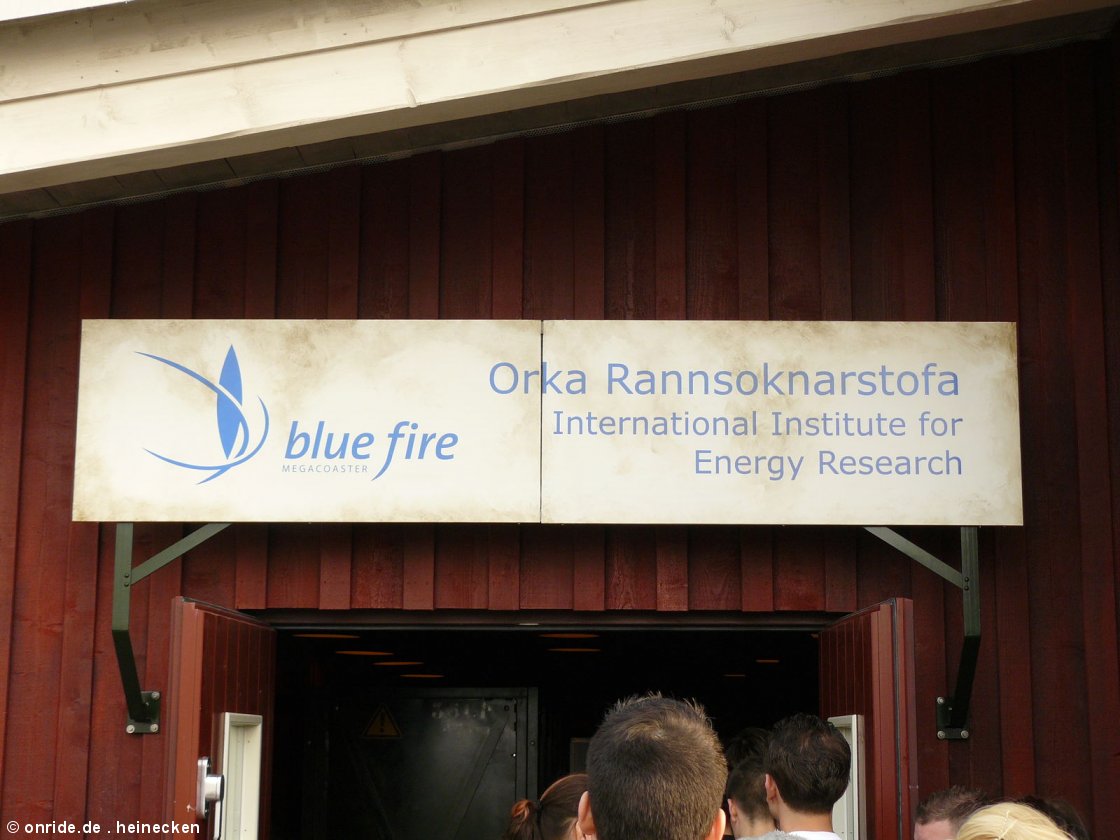 blue fire
MEGACOASTER
Orka Rannsoknarstofa
International Institute for
Energy Research
© onride.de . heinecken